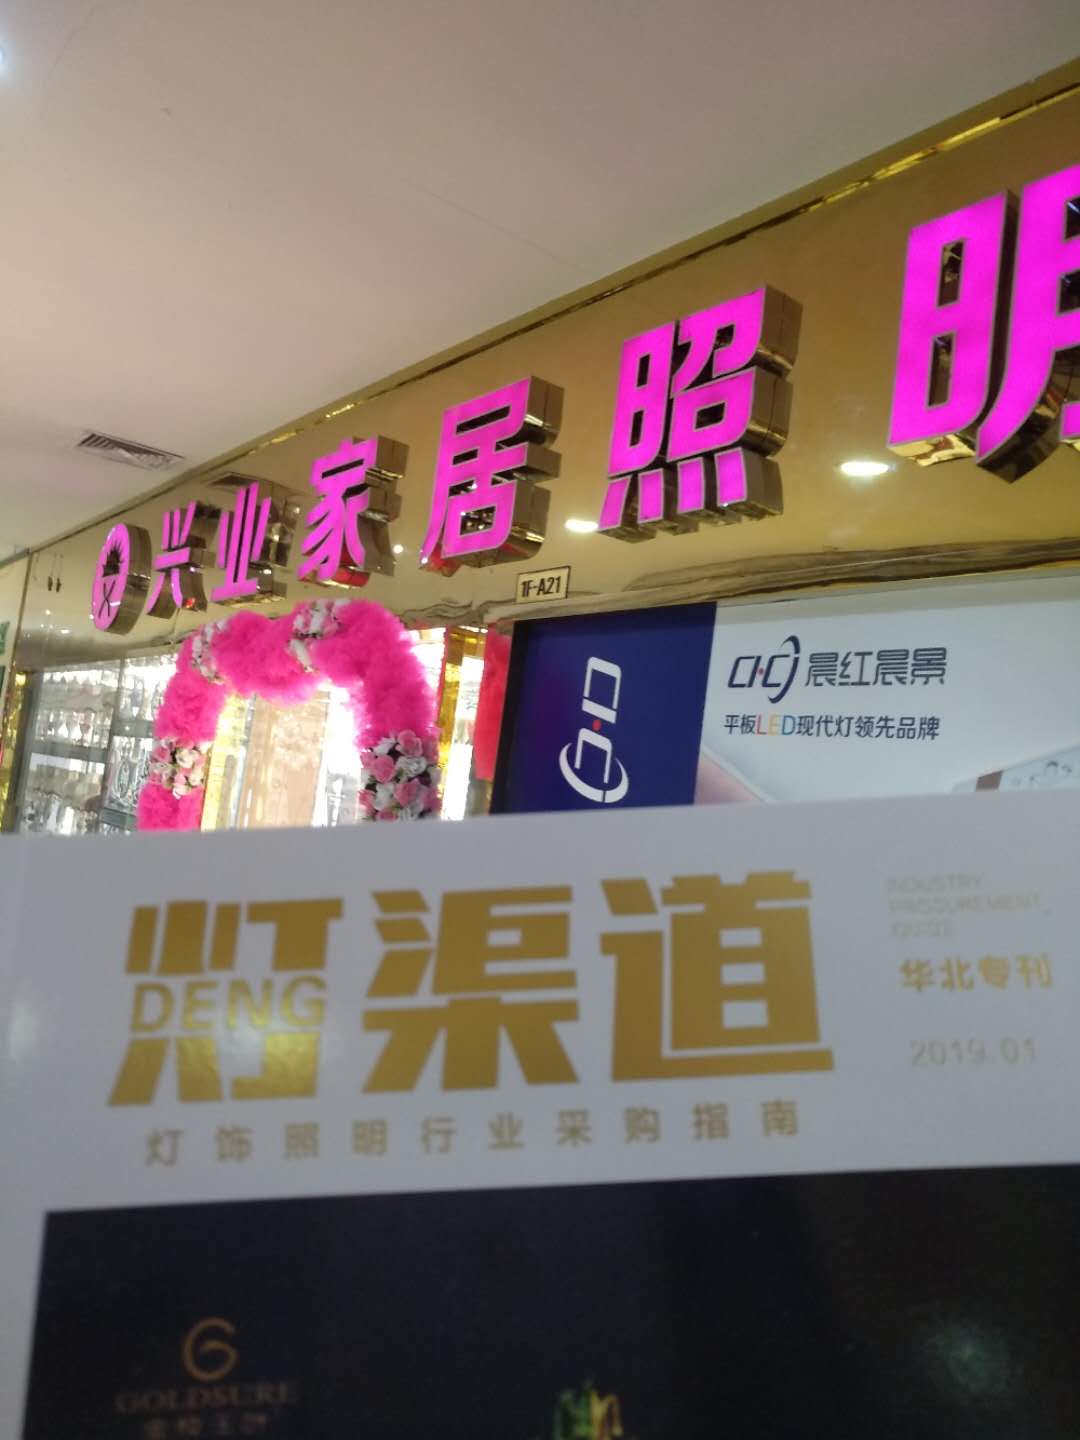 兴业家居照明
1F-A21
晨红晨景
平板LED现代灯领先品牌
灯渠道
DENG
INDUSTRY
PROCUREMENT
GUIDE
华北专刊
2019.01
灯饰照明行业采购指南
GOLDSURE